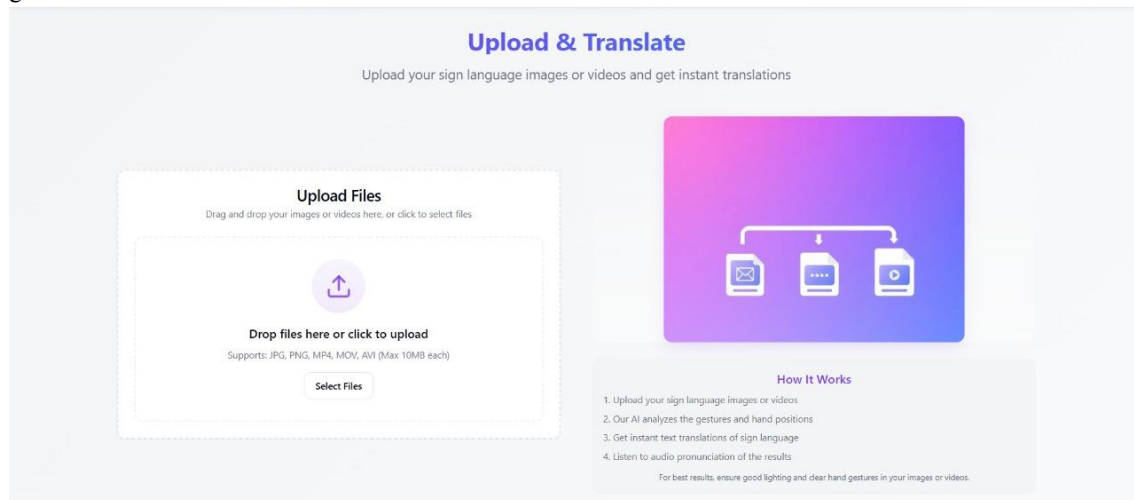 Upload & Translate
Upload your sign language images or videos and get instant translations
Upload Files
Drag and drop your images or videos here, or click to select files
Drop files here or click to upload
Supports: JPG, PNG, MP4, MOV, AVI (Max 10MB each)
Select Files
How It Works
1. Upload your sign language images or videos
2. Our AI analyzes the gestures and hand positions
3. Get instant text translations of sign language
4. Listen to audio pronunciation of the results
For best results, ensure good lighting and clear hand gestures in your images or videos.